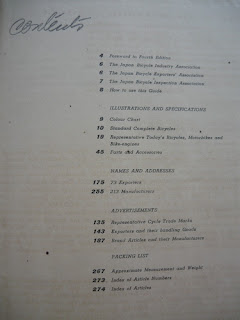 Contents
4 Foreword to Fourth Edition
6 The Japan Bicycle Industry Association
6 The Japan Bicycle Exporters' Association
7 The Japan Bicycle Inspection Association
8 How to use this Guide
ILLUSTRATIONS AND SPECIFICATIONS
9 Colour Chart
10 Standard Complete Bicycles
19 Representative Today's Bicycles, Motorbikes and
Bike-engines
45 Parts and Accessories
NAMES AND ADDRESSES
175 79 Exporters
255 213 Manufacturers
ADVERTISEMENTS
135 Representative Cycle Trade Marks
143 Exporters and their handling Goods
187 Brand Articles and their Manufacturers
PACKING LIST
267 Approximate Measurement and Weight
273 Index of Article Numbers
274 Index of Articles